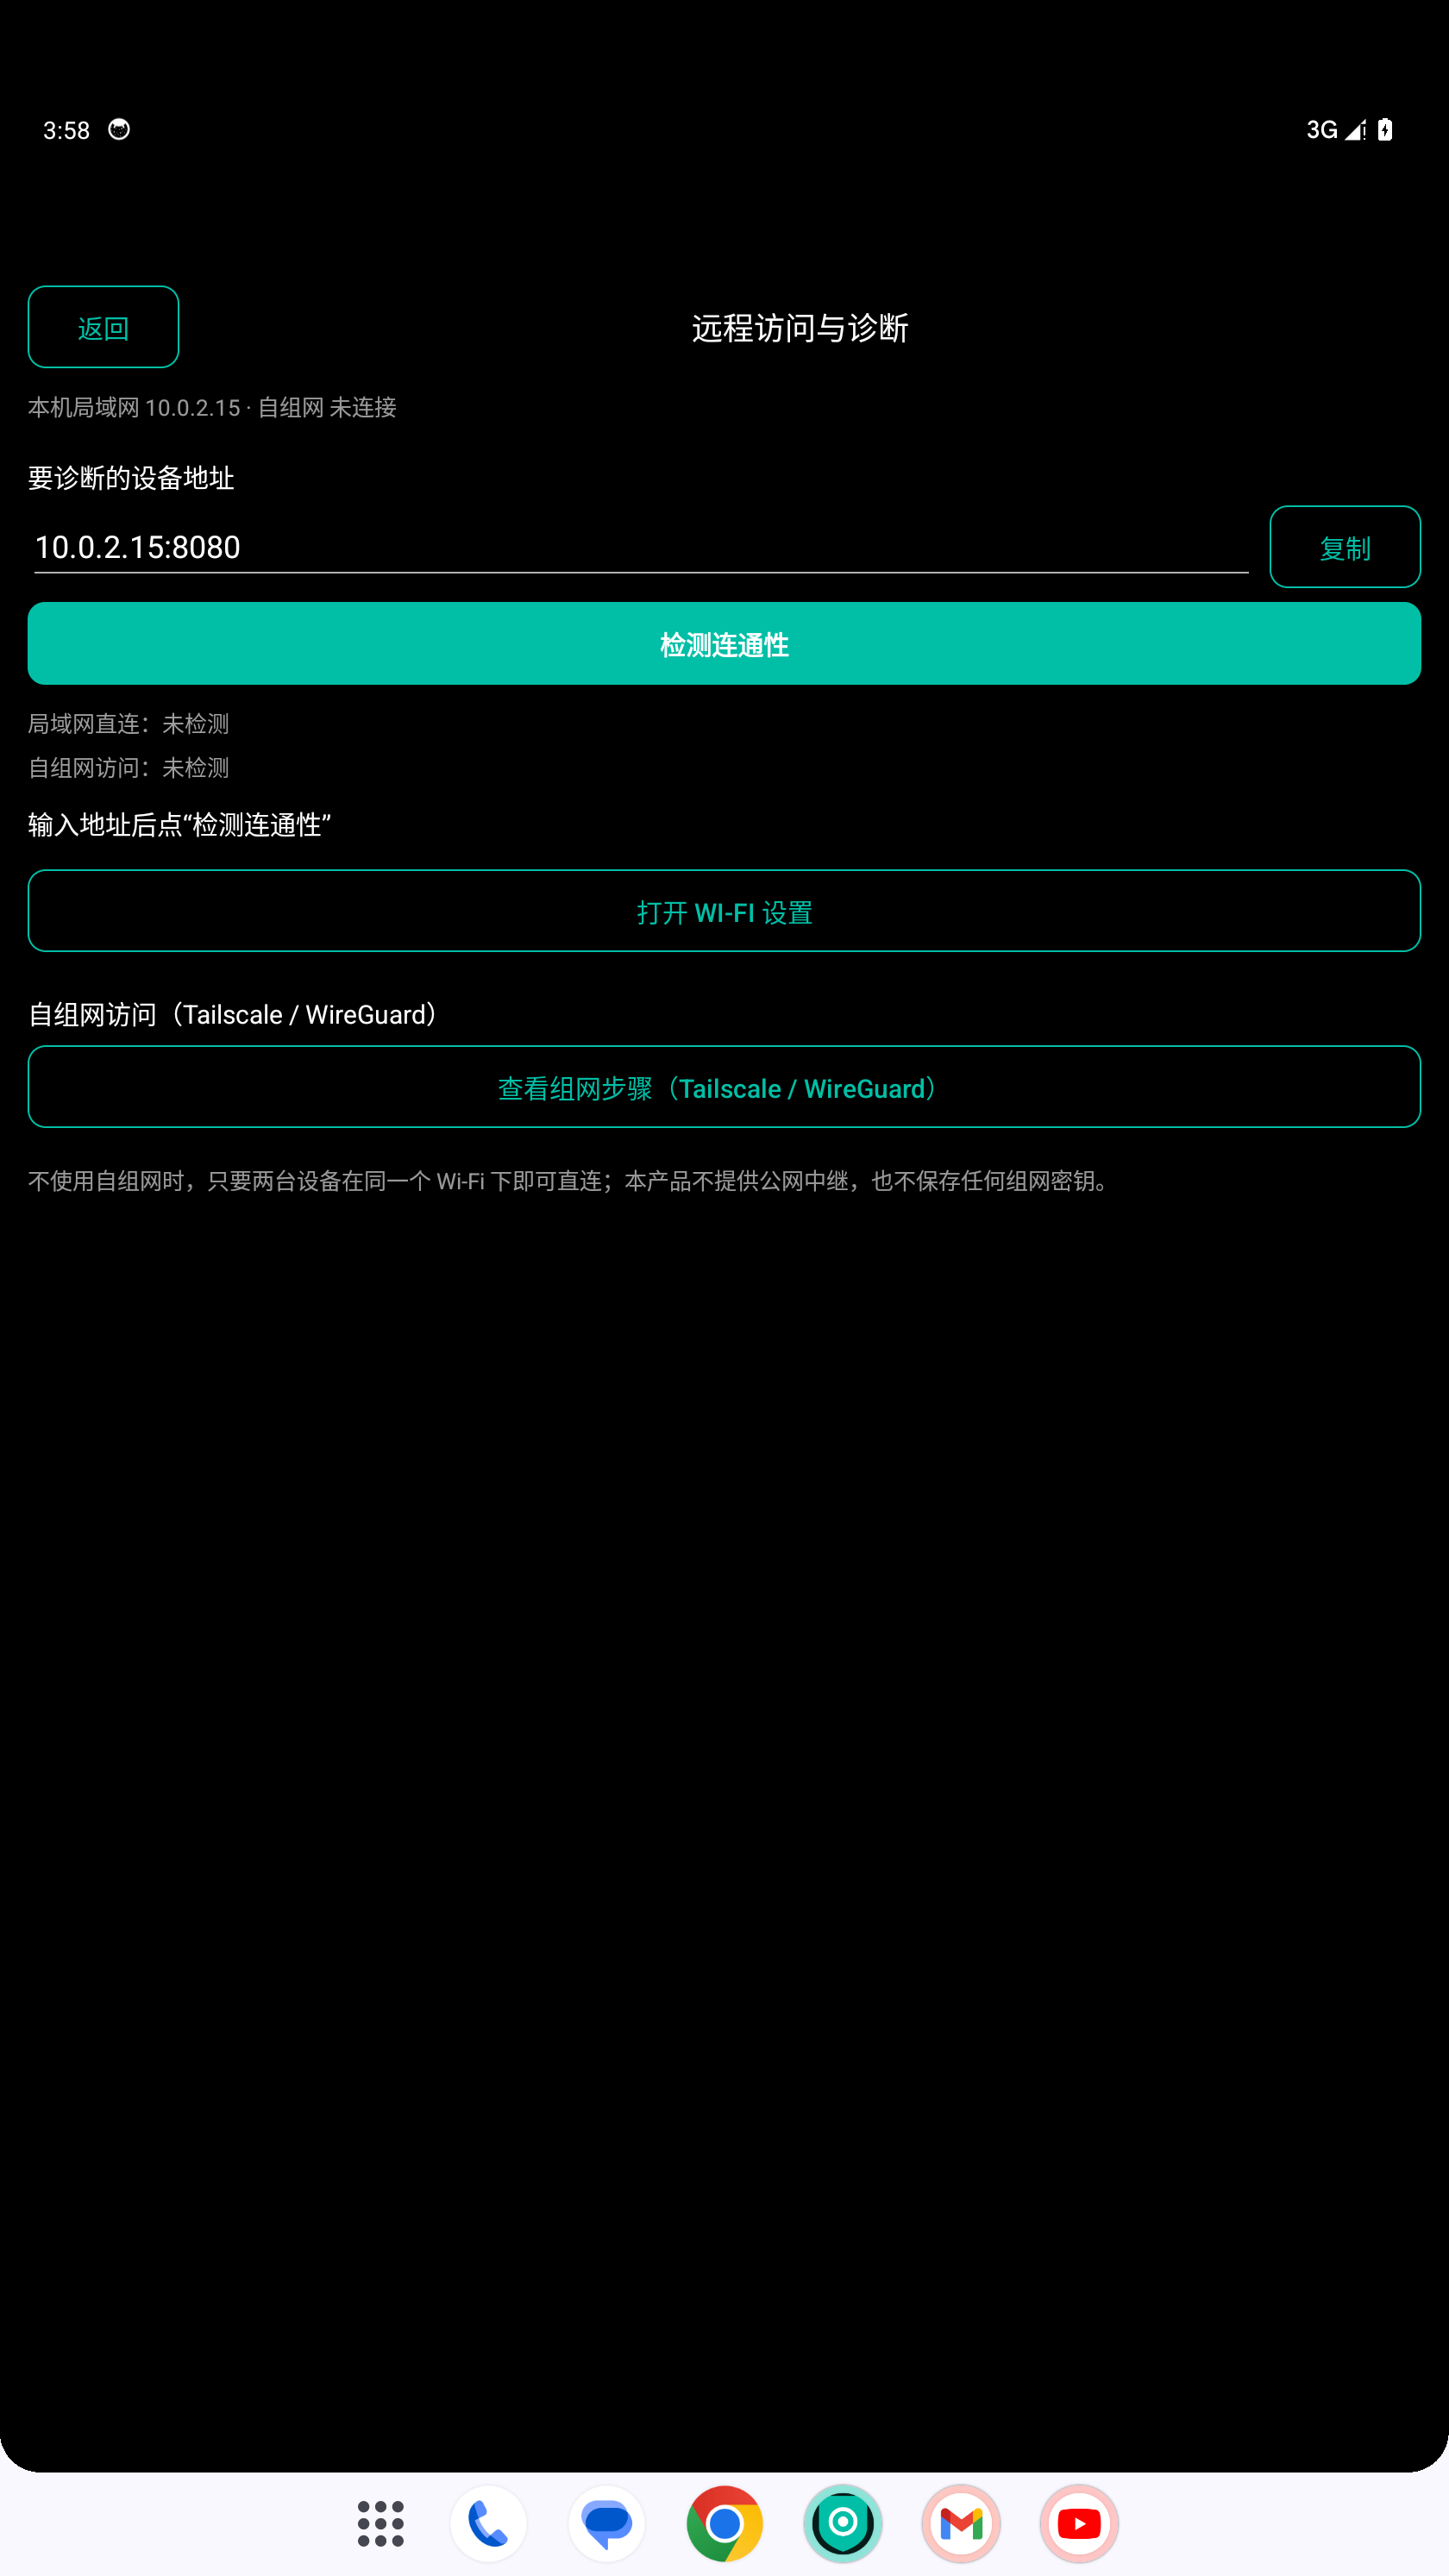 3:58
3G
返回
远程访问与诊断
本机局域网 10.0.2.15 · 自组网 未连接
要诊断的设备地址
10.0.2.15:8080
复制
检测连通性
局域网直连：未检测
自组网访问：未检测
输入地址后点“检测连通性”
打开 WI-FI 设置
自组网访问（Tailscale / WireGuard）
查看组网步骤（Tailscale / WireGuard）
不使用自组网时，只要两台设备在同一个 Wi-Fi 下即可直连；本产品不提供公网中继，也不保存任何组网密钥。